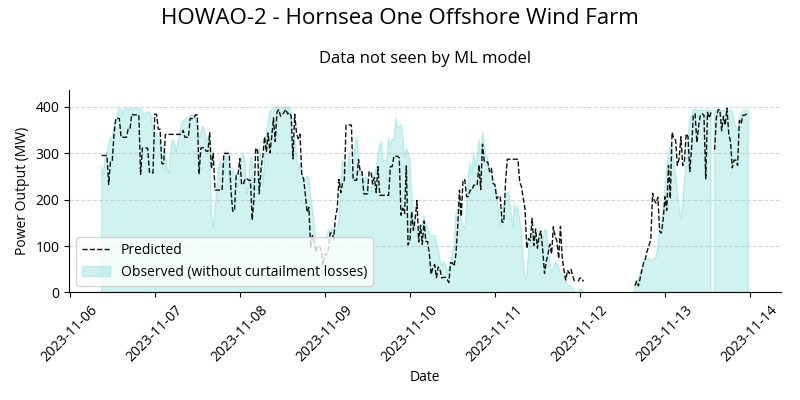 HOWAO-2 - Hornsea One Offshore Wind Farm
Data not seen by ML model
Power Output (MW)
400
300
200
100
0
Predicted
Observed (without curtailment losses)
2023-11-06
2023-11-07
2023-11-08
2023-11-09
2023-11-10
2023-11-11
2023-11-12
2023-11-13
2023-11-14
Date